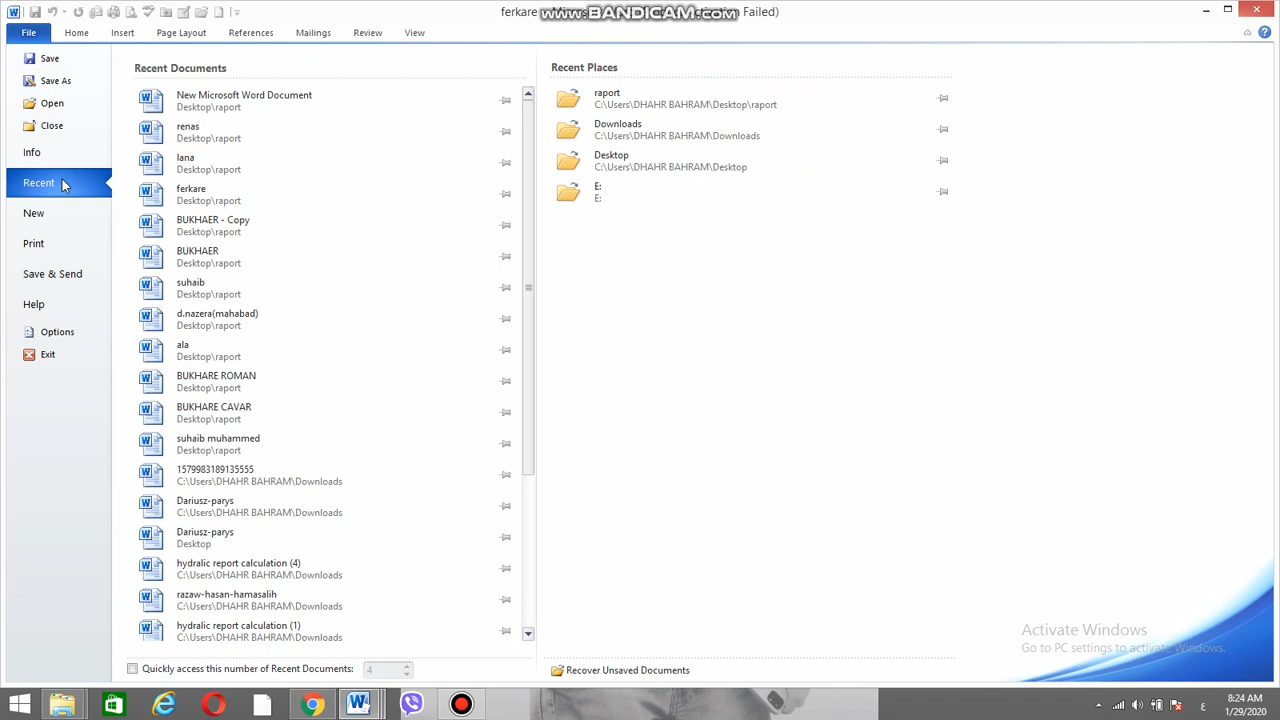 ferkare
www.BANDICAM.com
Activation Failed)
File
Home
Insert
Page Layout
References
Mailings
Review
View
Save
Save As
Open
Close
Info
Recent
New
Print
Save & Send
Help
Options
Exit
Recent Documents
New Microsoft Word Document
Desktop\raport
renas
Desktop\raport
lana
Desktop\raport
ferkare
Desktop\raport
BUKHAER - Copy
Desktop\raport
BUKHAER
Desktop\raport
suhaib
Desktop\raport
d.nazera(mahabad)
Desktop\raport
ala
Desktop\raport
BUKHARE ROMAN
Desktop\raport
BUKHARE CAVAR
Desktop\raport
suhaib muhammed
Desktop\raport
1579983189135555
C:\Users\DHAHR BAHRAM\Downloads
Dariusz-parys
C:\Users\DHAHR BAHRAM\Downloads
Dariusz-parys
Desktop
hydralic report calculation (4)
C:\Users\DHAHR BAHRAM\Downloads
razaw-hasan-hamasalih
C:\Users\DHAHR BAHRAM\Downloads
hydralic report calculation (1)
C:\Users\DHAHR BAHRAM\Downloads
Quickly access this number of Recent Documents:
4
Recent Places
raport
C:\Users\DHAHR BAHRAM\Desktop\raport
Downloads
C:\Users\DHAHR BAHRAM\Downloads
Desktop
C:\Users\DHAHR BAHRAM\Desktop
E:
E:
Recover Unsaved Documents
Activate Windows
Go to PC settings to activate Windows.
ع
8:24 AM
1/29/2020